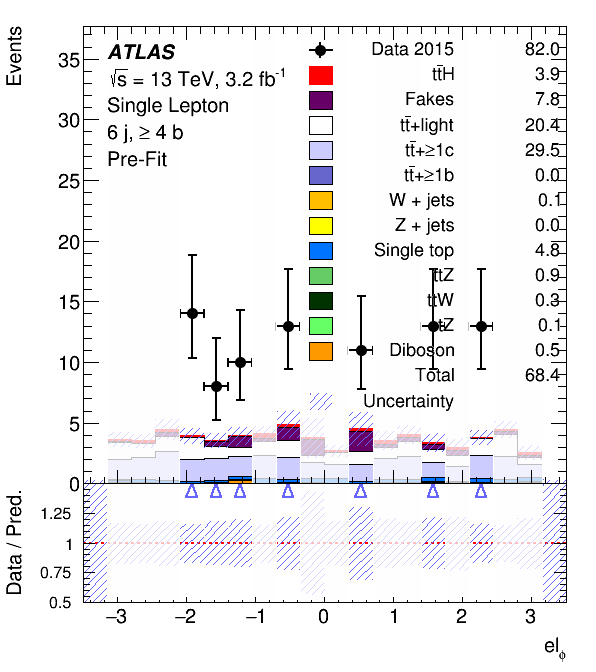 Events
35
30
25
20
15
10
5
0
ATLAS
√s = 13 TeV, 3.2 fb⁻¹
Single Lepton
6 j, ≥ 4 b
Pre-Fit
Data 2015 82.0
tt̄H 3.9
Fakes 7.8
tt̄+light 20.4
tt̄+≥1c 29.5
tt̄+≥1b 0.0
W + jets 0.1
Z + jets 0.0
Single top 4.8
tt̄Z 0.9
tt̄W 0.3
tZ 0.1
Diboson 0.5
Total 68.4
Uncertainty
Data / Pred.
1.25
1
0.75
0.5
−3 −2 −1 0 1 2 3
el_ϕ